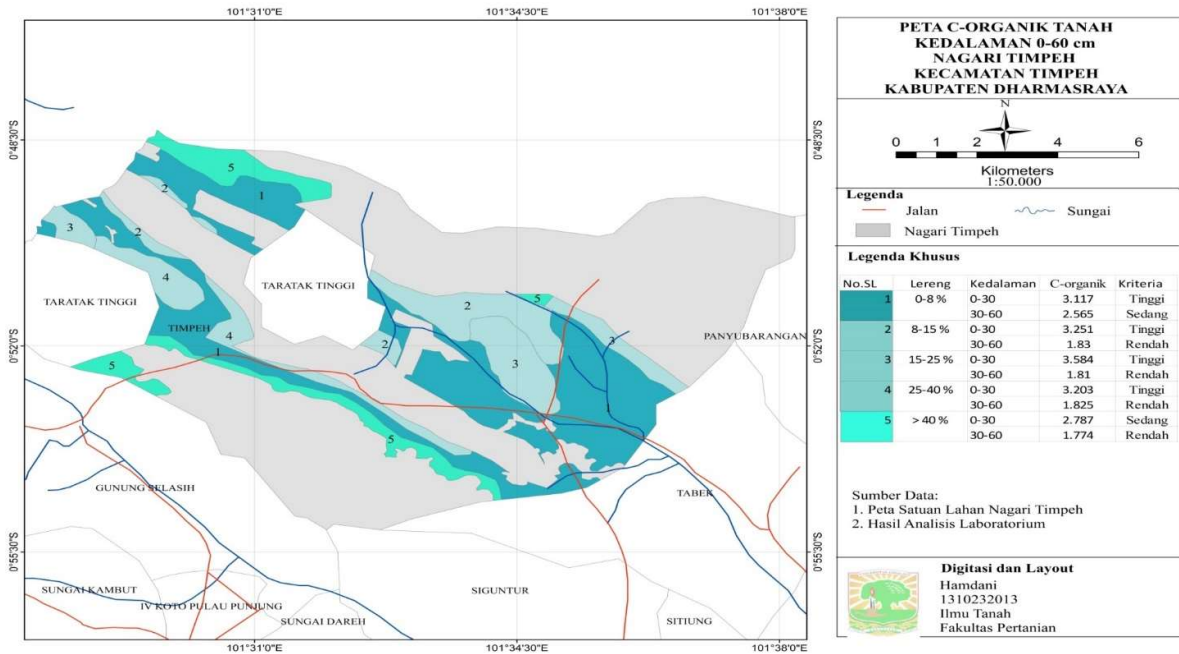 101°31'0"E 101°34'30"E 101°38'0"E
0°48'30"S 0°48'30"S
5
2
1
3
2
4
TARATAK TINGGI
TARATAK TINGGI
TIMPEH
4
1
5
2
5
3
2
3
PANYUBARANGAN
0°52'0"S
1
5
GUNUNG SELASIH
TABEK
0°55'30"S 0°55'30"S
SUNGAI KAMBUT
IV KOTO PULAU PUNJUNG
SUNGAI DAREH
SIGUNTUR
SITIUNG
101°31'0"E 101°34'30"E 101°38'0"E
PETA C-ORGANIK TANAH
KEDALAMAN 0-60 cm
NAGARI TIMPEH
KECAMATAN TIMPEH
KABUPATEN DHARMASRAYA
N
0 1 2 4 6
Kilometers
1:50.000
Legenda
Jalan Sungai
Nagari Timpeh
Legenda Khusus
No.SL Lereng Kedalaman C-organik Kriteria
1 0-8 % 0-30 3.117 Tinggi
30-60 2.565 Sedang
2 8-15 % 0-30 3.251 Tinggi
30-60 1.83 Rendah
3 15-25 % 0-30 3.584 Tinggi
30-60 1.81 Rendah
4 25-40 % 0-30 3.203 Tinggi
30-60 1.825 Rendah
5 > 40 % 0-30 2.787 Sedang
30-60 1.774 Rendah
Sumber Data:
1. Peta Satuan Lahan Nagari Timpeh
2. Hasil Analisis Laboratorium
Digitasi dan Layout
Hamdani
1310232013
Ilmu Tanah
Fakultas Pertanian